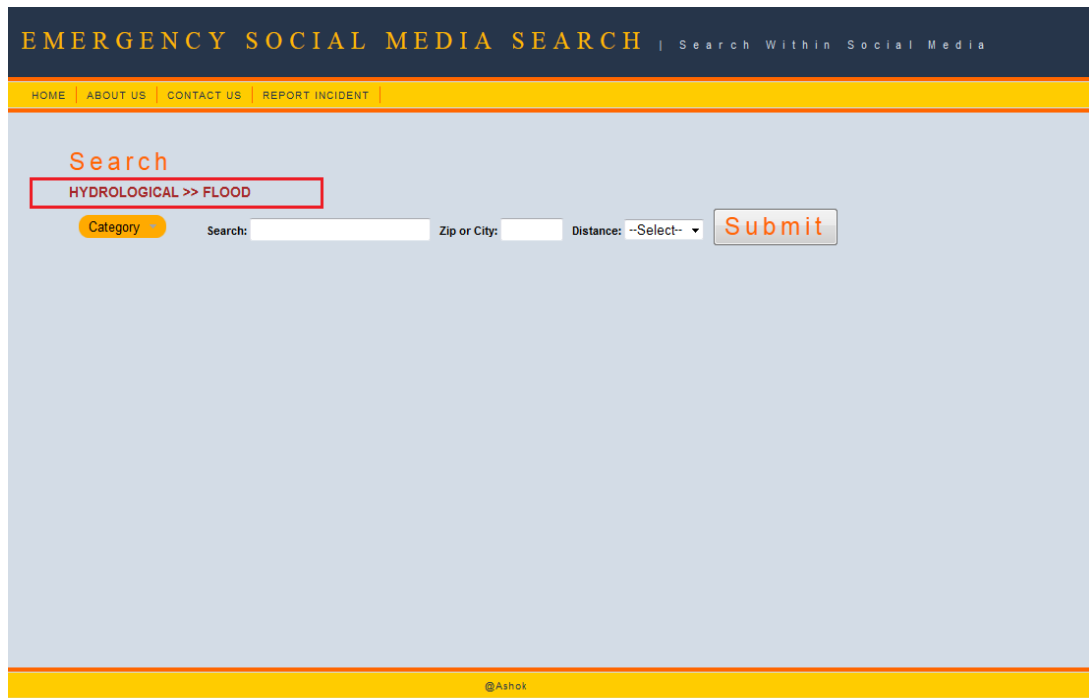 EMERGENCY SOCIAL MEDIA SEARCH | Search Within Social Media
HOME | ABOUT US | CONTACT US | REPORT INCIDENT |
Search
HYDROLOGICAL >> FLOOD
Category Search: Zip or City: Distance: --Select-- Submit
@Ashok